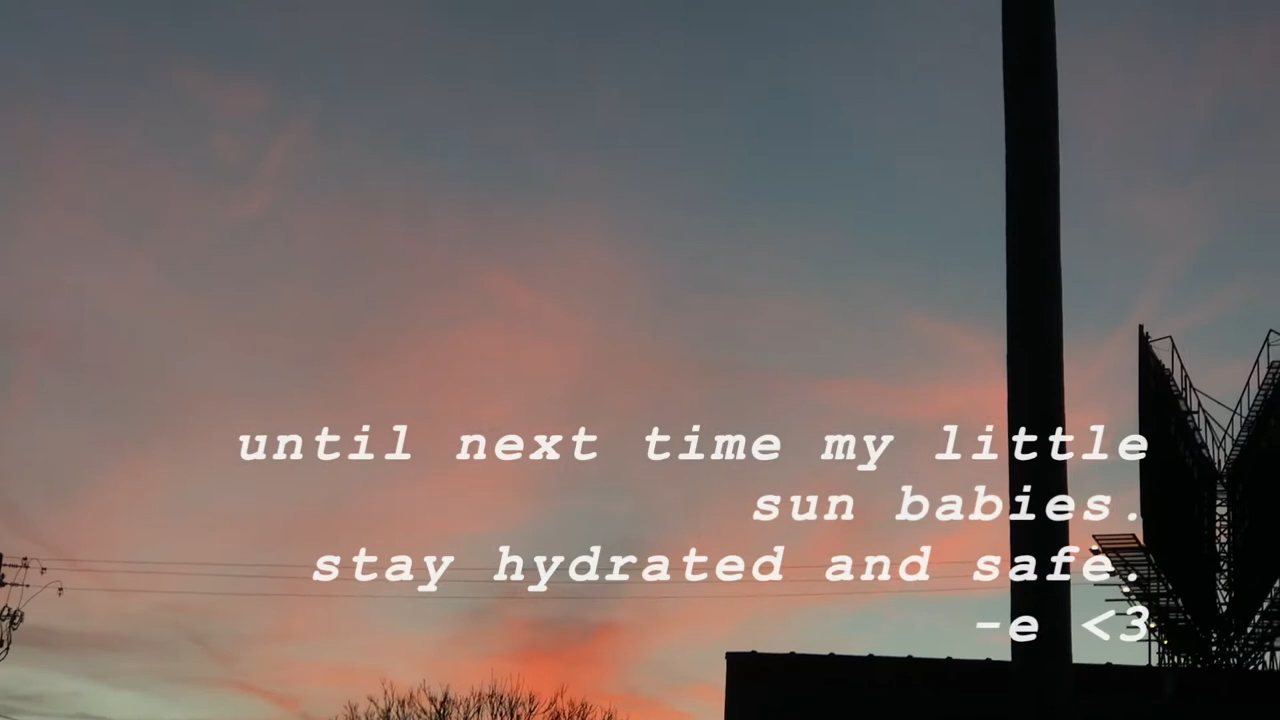 until next time my little
sun babies.
stay hydrated and safe.
-e <3